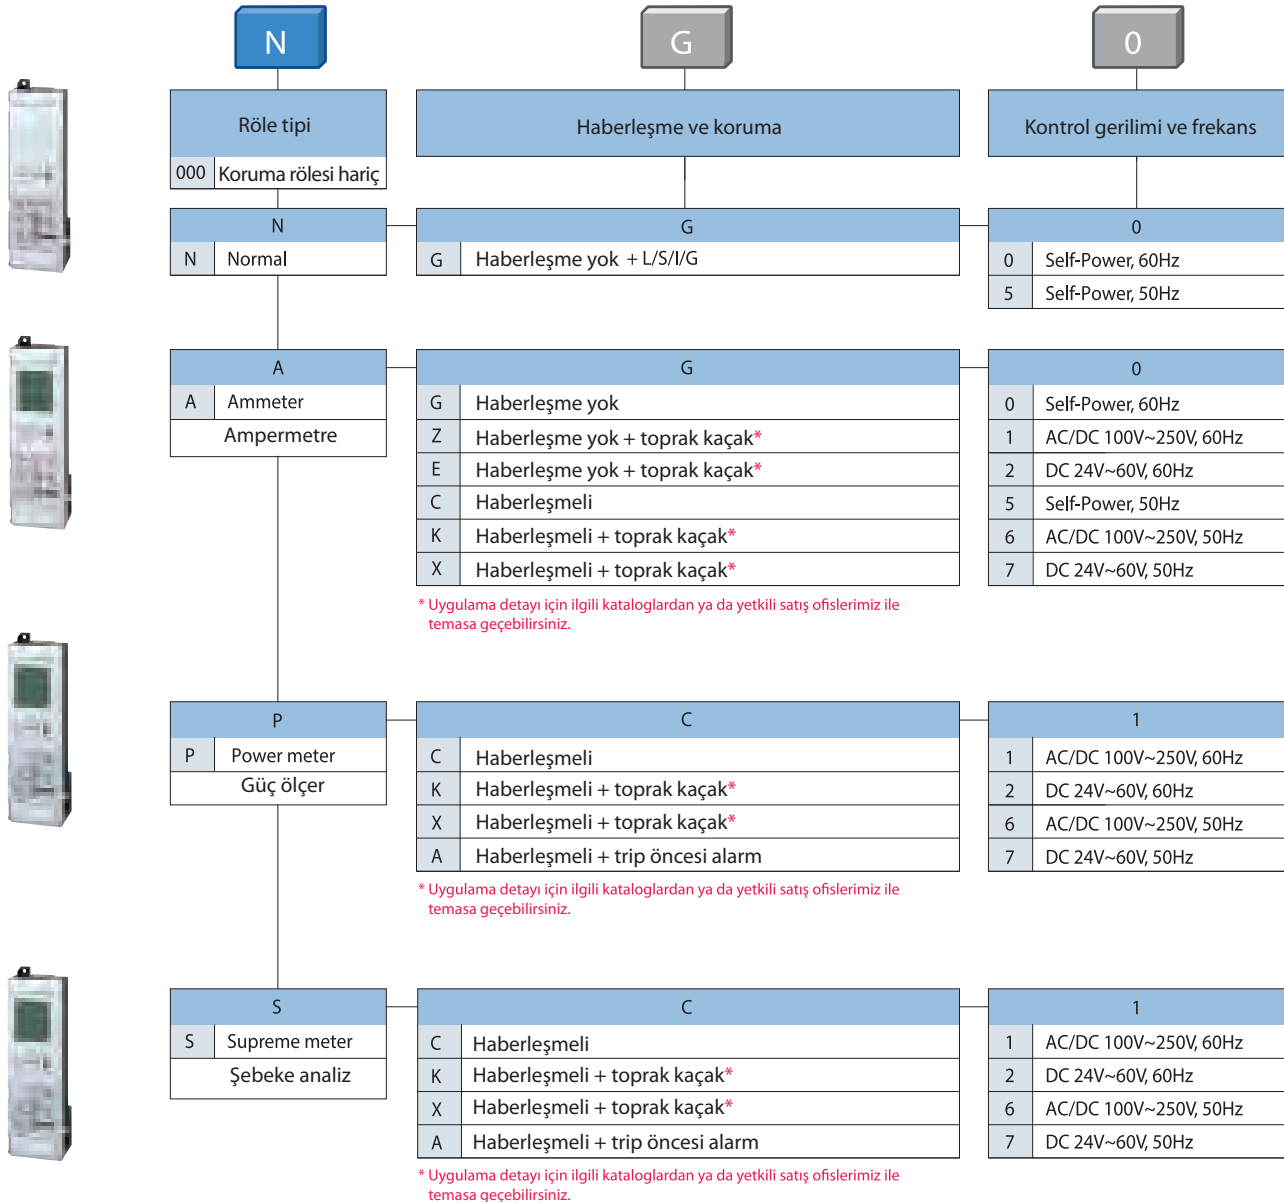 N G 0
Röle tipi Haberleşme ve koruma Kontrol gerilimi ve frekans
000 Koruma rölesi hariç
N G 0
N Normal G Haberleşme yok + L/S/I/G 0 Self-Power, 60Hz
5 Self-Power, 50Hz
A G 0
A Ammeter G Haberleşme yok 0 Self-Power, 60Hz
Ampermetre Z Haberleşme yok + toprak kaçak* 1 AC/DC 100V~250V, 60Hz
E Haberleşme yok + toprak kaçak* 2 DC 24V~60V, 60Hz
C Haberleşmeli 5 Self-Power, 50Hz
K Haberleşmeli + toprak kaçak* 6 AC/DC 100V~250V, 50Hz
X Haberleşmeli + toprak kaçak* 7 DC 24V~60V, 50Hz
* Uygulama detayı için ilgili kataloglardan ya da yetkili satış ofislerimiz ile
temasa geçebilirsiniz.
P C 1
P Power meter C Haberleşmeli 1 AC/DC 100V~250V, 60Hz
Güç ölçer K Haberleşmeli + toprak kaçak* 2 DC 24V~60V, 60Hz
X Haberleşmeli + toprak kaçak* 6 AC/DC 100V~250V, 50Hz
A Haberleşmeli + trip öncesi alarm 7 DC 24V~60V, 50Hz
* Uygulama detayı için ilgili kataloglardan ya da yetkili satış ofislerimiz ile
temasa geçebilirsiniz.
S C 1
S Supreme meter C Haberleşmeli 1 AC/DC 100V~250V, 60Hz
Şebeke analiz K Haberleşmeli + toprak kaçak* 2 DC 24V~60V, 60Hz
X Haberleşmeli + toprak kaçak* 6 AC/DC 100V~250V, 50Hz
A Haberleşmeli + trip öncesi alarm 7 DC 24V~60V, 50Hz
* Uygulama detayı için ilgili kataloglardan ya da yetkili satış ofislerimiz ile
temasa geçebilirsiniz.